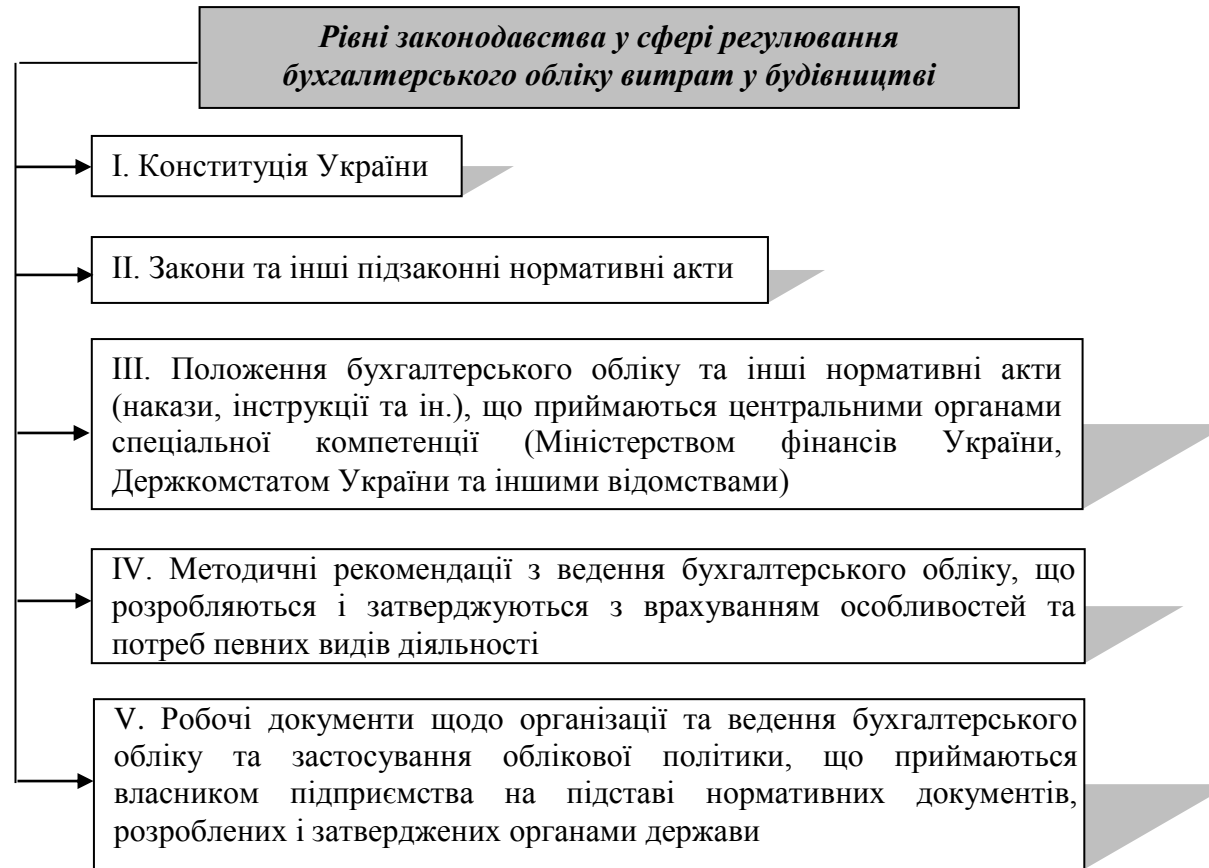 Рівні законодавства у сфері регулювання
бухгалтерського обліку витрат у будівництві
І. Конституція України
ІІ. Закони та інші підзаконні нормативні акти
ІІІ. Положення бухгалтерського обліку та інші нормативні акти
(накази, інструкції та ін.), що приймаються центральними органами
спеціальної компетенції (Міністерством фінансів України,
Держкомстатом України та іншими відомствами)
IV. Методичні рекомендації з ведення бухгалтерського обліку, що
розробляються і затверджуються з врахуванням особливостей та
потреб певних видів діяльності
V. Робочі документи щодо організації та ведення бухгалтерського
обліку та застосування облікової політики, що приймаються
власником підприємства на підставі нормативних документів,
розроблених і затверджених органами держави